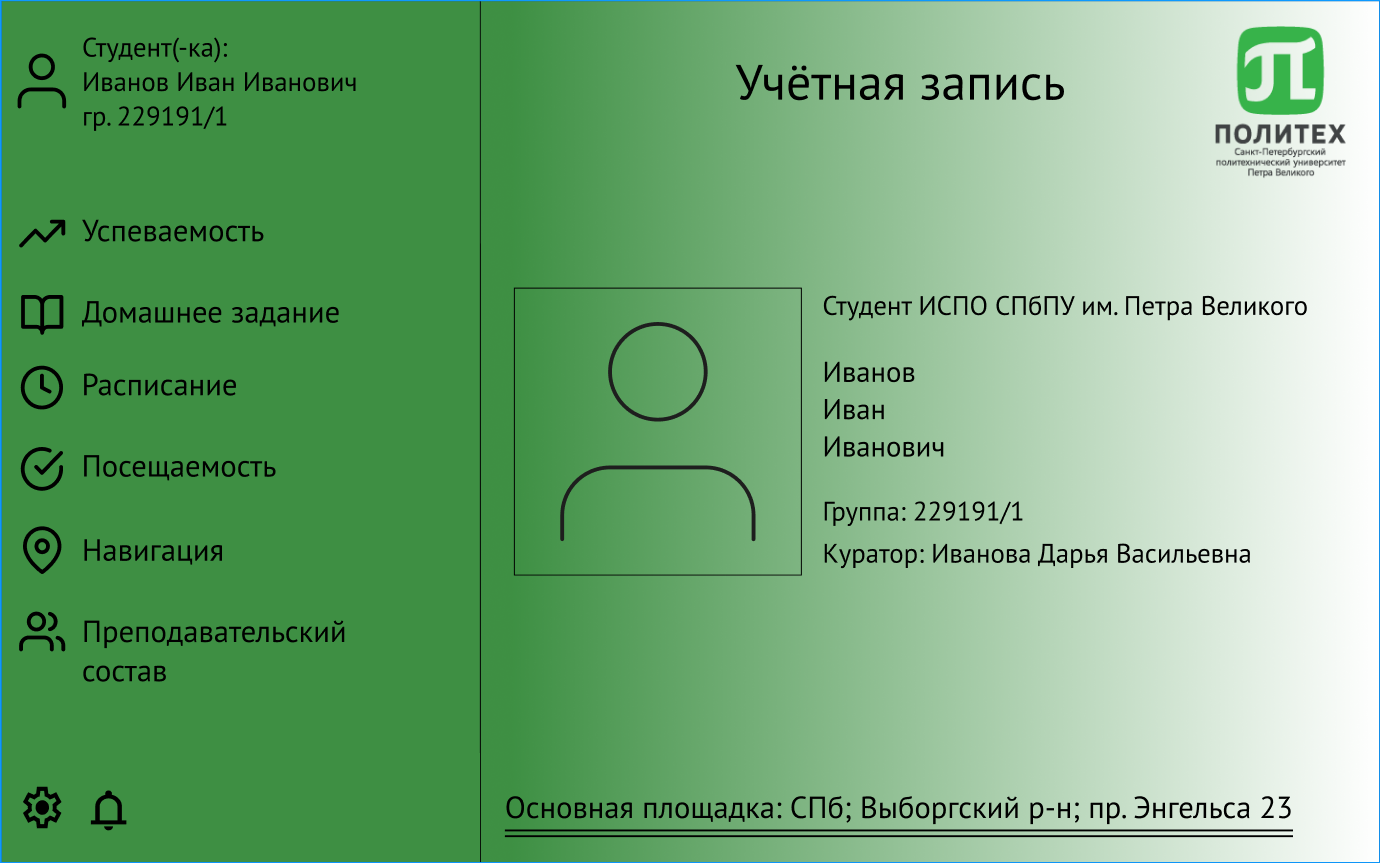 Студент(-ка):
Иванов Иван Иванович
гр. 229191/1
Успеваемость
Домашнее задание
Расписание
Посещаемость
Навигация
Преподавательский
состав
Учётная запись
ПОЛИТЕХ
Санкт-Петербургский
политехнический университет
Петра Великого
Студент ИСПО СПбПУ им. Петра Великого
Иванов
Иван
Иванович
Группа: 229191/1
Куратор: Иванова Дарья Васильевна
Основная площадка: СПб; Выборгский р-н; пр. Энгельса 23